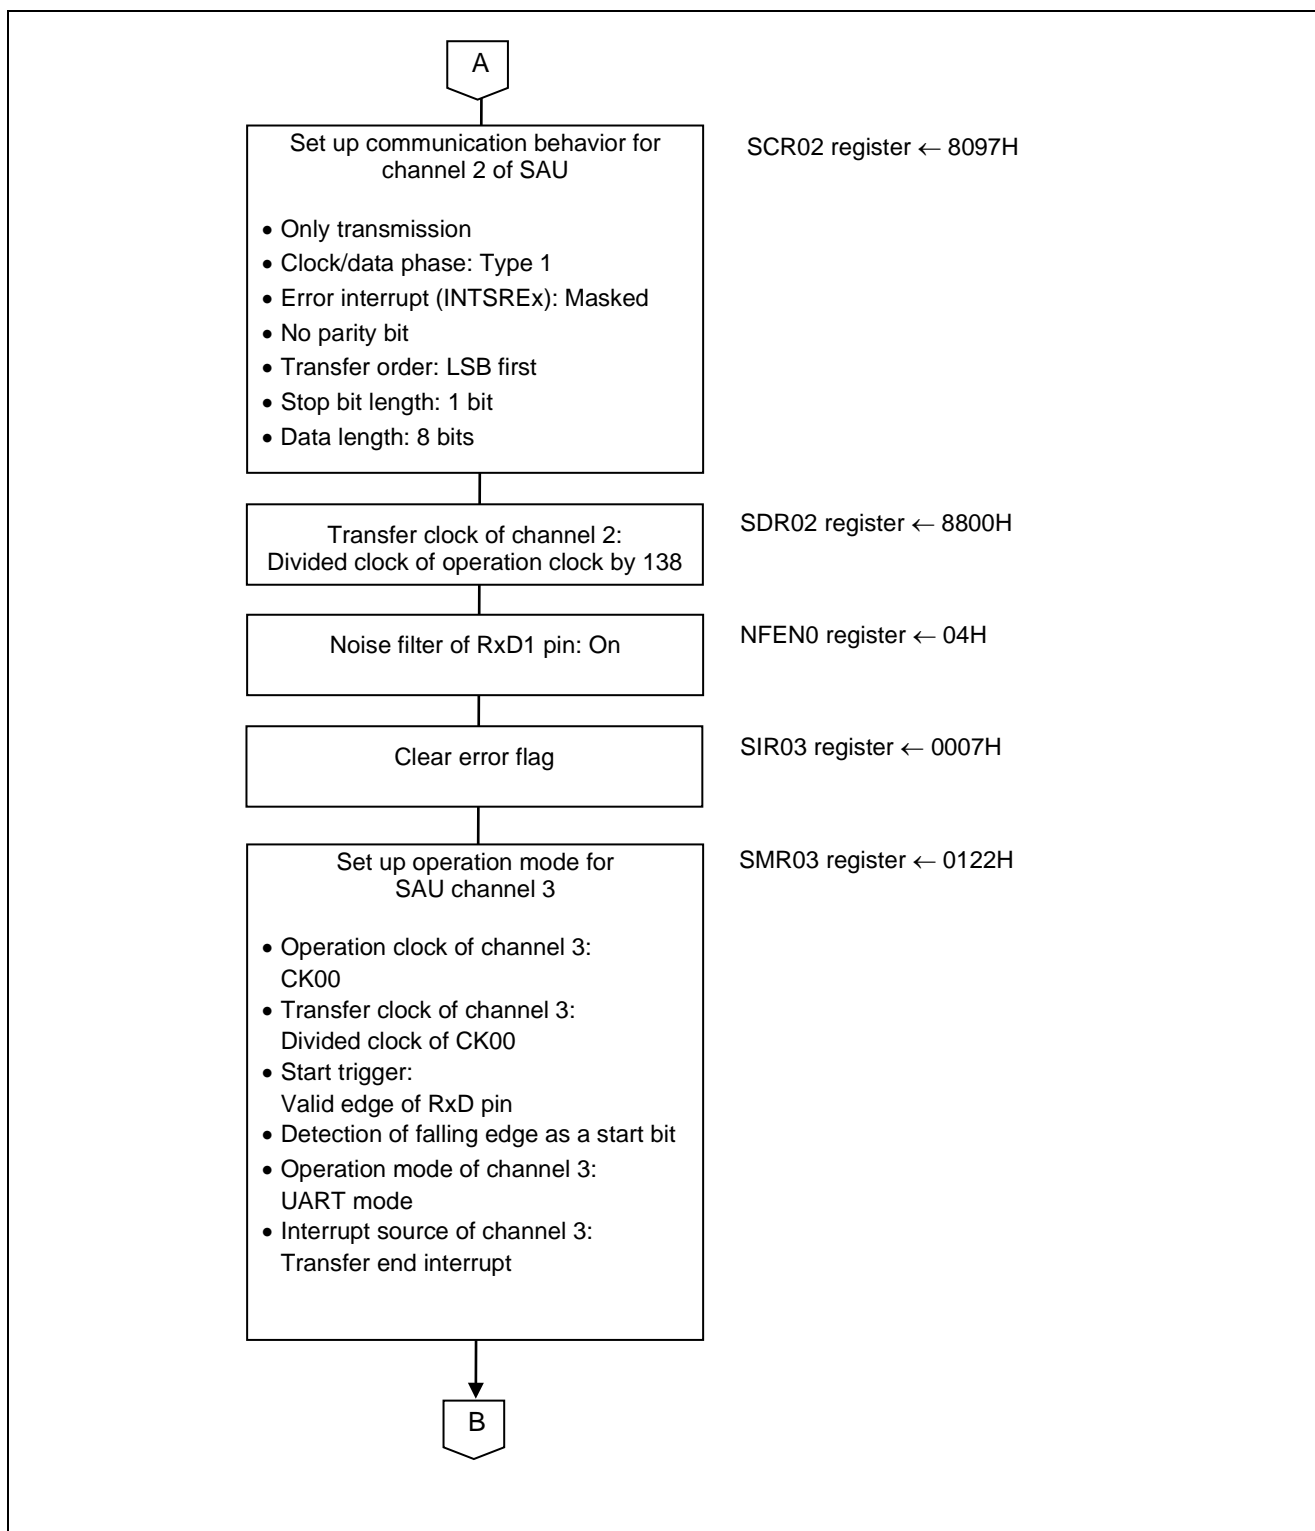 A
Set up communication behavior for
channel 2 of SAU
• Only transmission
• Clock/data phase: Type 1
• Error interrupt (INTSREx): Masked
• No parity bit
• Transfer order: LSB first
• Stop bit length: 1 bit
• Data length: 8 bits
SCR02 register ← 8097H
Transfer clock of channel 2:
Divided clock of operation clock by 138
SDR02 register ← 8800H
Noise filter of RxD1 pin: On
NFEN0 register ← 04H
Clear error flag
SIR03 register ← 0007H
Set up operation mode for
SAU channel 3
• Operation clock of channel 3:
CK00
• Transfer clock of channel 3:
Divided clock of CK00
• Start trigger:
Valid edge of RxD pin
• Detection of falling edge as a start bit
• Operation mode of channel 3:
UART mode
• Interrupt source of channel 3:
Transfer end interrupt
SMR03 register ← 0122H
B